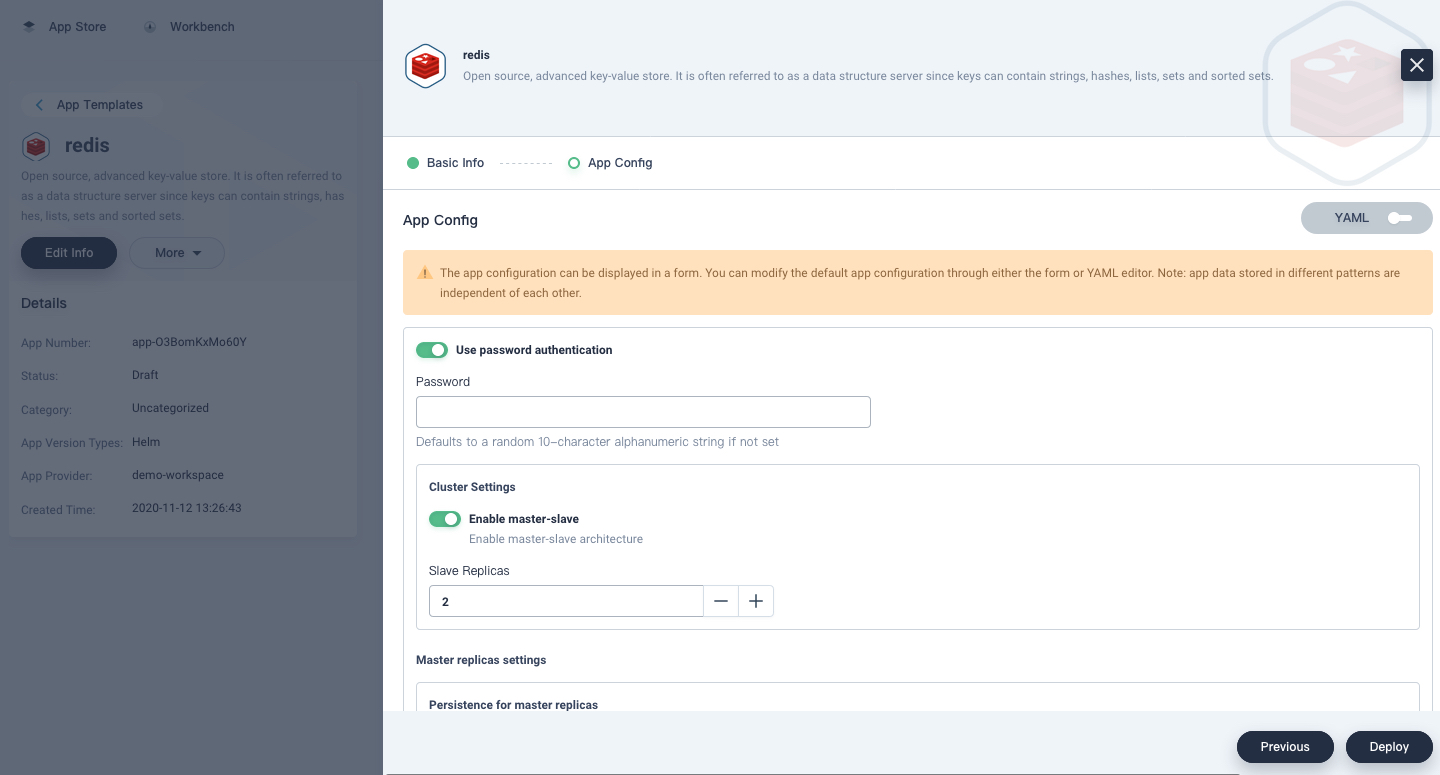 App Store
Workbench
App Templates
redis
Open source, advanced key-value store. It is often referred to
as a data structure server since keys can contain strings, has
hes, lists, sets and sorted sets.
Edit Info
More
Details
App Number: app-O3BomKxMo60Y
Status: Draft
Category: Uncategorized
App Version Types: Helm
App Provider: demo-workspace
Created Time: 2020-11-12 13:26:43
redis
Open source, advanced key-value store. It is often referred to as a data structure server since keys can contain strings, hashes, lists, sets and sorted sets.
Basic Info
App Config
App Config
YAML
The app configuration can be displayed in a form. You can modify the default app configuration through either the form or YAML editor. Note: app data stored in different patterns are
independent of each other.
Use password authentication
Password
Defaults to a random 10-character alphanumeric string if not set
Cluster Settings
Enable master-slave
Enable master-slave architecture
Slave Replicas
2
Master replicas settings
Persistence for master replicas
Previous
Deploy